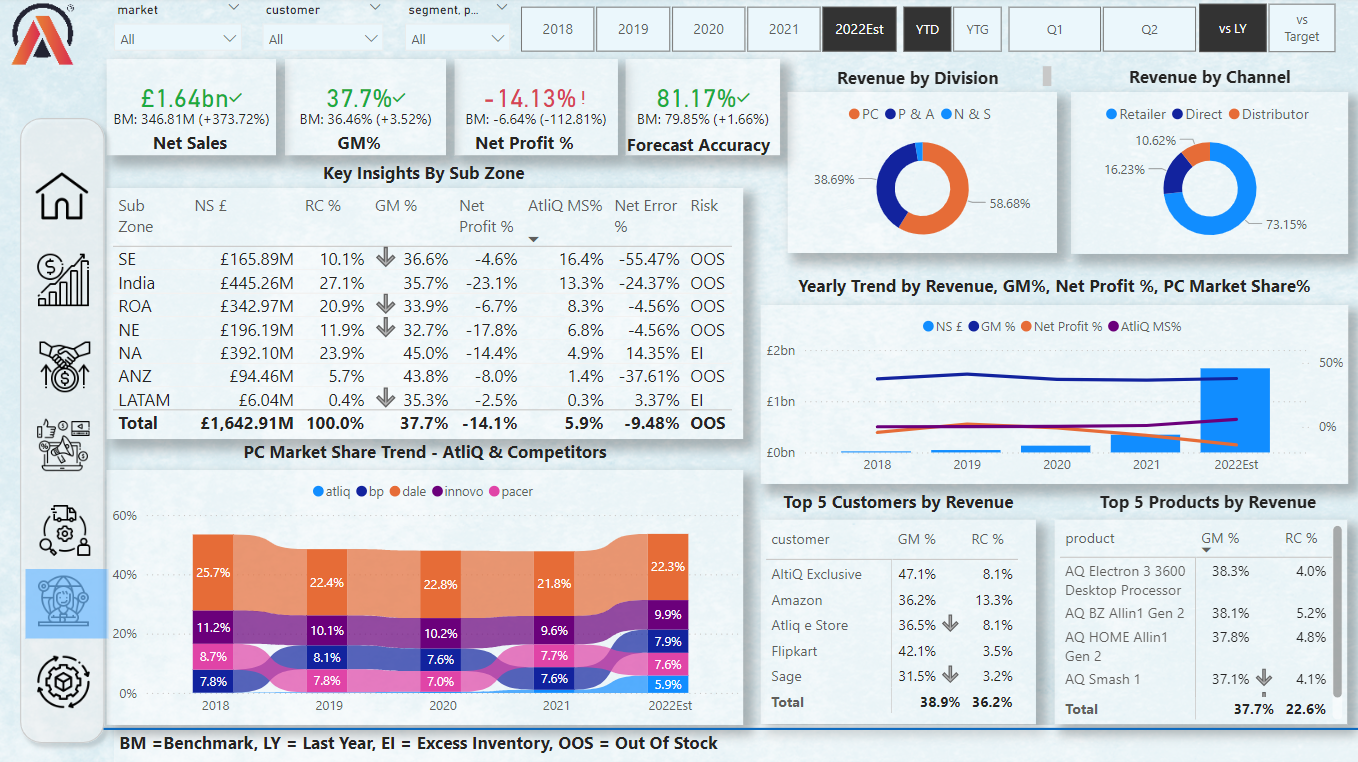 market customer segment, p...
All All All
2018 2019 2020 2021 2022Est YTD YTG Q1 Q2 vs LY vs Target
£1.64bn
BM: 346.81M (+373.72%)
Net Sales
37.7%
BM: 36.46% (+3.52%)
GM%
-14.13% !
BM: -6.64% (-112.81%)
Net Profit %
81.17%
BM: 79.85% (+1.66%)
Forecast Accuracy
Revenue by Division
PC P & A N & S
38.69%
58.68%
Revenue by Channel
Retailer Direct Distributor
10.62%
16.23%
73.15%
Key Insights By Sub Zone
Sub Zone NS £ RC % GM % Net Profit % AtliQ MS% Net Error % Risk
SE £165.89M 10.1% 36.6% -4.6% 16.4% -55.47% OOS
India £445.26M 27.1% 35.7% -23.1% 13.3% -24.37% OOS
ROA £342.97M 20.9% 33.9% -6.7% 8.3% -4.56% OOS
NE £196.19M 11.9% 32.7% -17.8% 6.8% -4.56% OOS
NA £392.10M 23.9% 45.0% -14.4% 4.9% 14.35% EI
ANZ £94.46M 5.7% 43.8% -8.0% 1.4% -37.61% OOS
LATAM £6.04M 0.4% 35.3% -2.5% 0.3% 3.37% EI
Total £1,642.91M 100.0% 37.7% -14.1% 5.9% -9.48% OOS
Yearly Trend by Revenue, GM%, Net Profit %, PC Market Share%
NS £ GM % Net Profit % AtliQ MS%
£2bn
£1bn
£0bn
50%
0%
2018 2019 2020 2021 2022Est
PC Market Share Trend - AtliQ & Competitors
atliq bp dale innovo pacer
60%
40%
20%
0%
25.7% 22.4% 22.8% 21.8% 22.3%
11.2% 10.1% 10.2% 9.6% 9.9%
8.7% 8.1% 7.6% 7.7% 7.9%
7.8% 7.8% 7.0% 7.6% 7.6%
5.9%
2018 2019 2020 2021 2022Est
Top 5 Customers by Revenue
customer GM % RC %
AltiQ Exclusive 47.1% 8.1%
Amazon 36.2% 13.3%
Atliq e Store 36.5% 8.1%
Flipkart 42.1% 3.5%
Sage 31.5% 3.2%
Total 38.9% 36.2%
Top 5 Products by Revenue
product GM % RC %
AQ Electron 3 3600 38.3% 4.0%
Desktop Processor
AQ BZ Allin1 Gen 2 38.1% 5.2%
AQ HOME Allin1 37.8% 4.8%
Gen 2
AQ Smash 1 37.1% 4.1%
Total 37.7% 22.6%
BM =Benchmark, LY = Last Year, EI = Excess Inventory, OOS = Out Of Stock